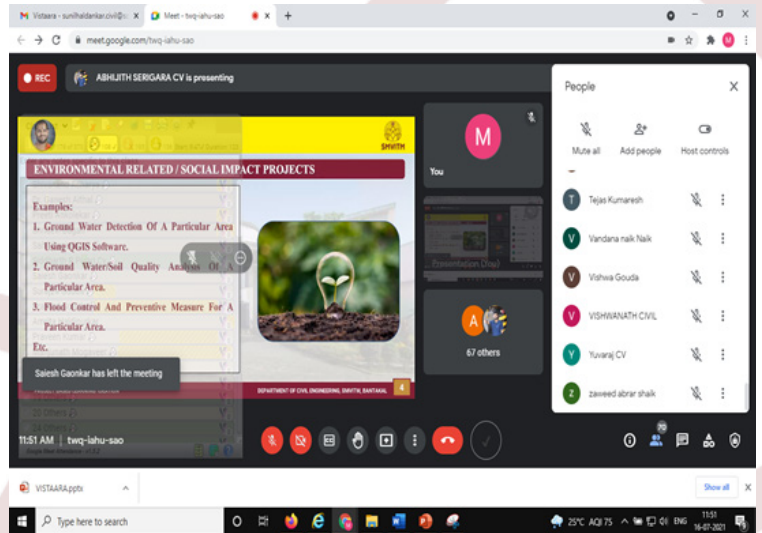 Vistaara - sunilhaldankar.civil@
Meet - twq-iahu-sao
meet.google.com/twq-iahu-sao
M
REC
ABHIJITH SERIGARA CV is presenting
SMVITM
ENVIRONMENTAL RELATED / SOCIAL IMPACT PROJECTS
Examples:
1. Ground Water Detection Of A Particular Area
Using QGIS Software.
2. Ground Water/Soil Quality Analysis Of A
Particular Area.
3. Flood Control And Preventive Measure For A
Particular Area.
Etc.
Saiesh Gaonkar has left the meeting
DEPARTMENT OF CIVIL ENGINEERING, SMVITM, BANTAKAL
4
M
You
Presentation (You)
A
67 others
People
Mute all
Add people
Host controls
T Tejas Kumaresh
V Vandana naik Naik
V Vishwa Gouda
V VISHWANATH CIVIL
Y Yuvaraj CV
Z zaweed abrar shaik
11:51 AM | twq-iahu-sao
70
VISTAARA.pptx
Show all
Type here to search
25°C AQI 75
ENG
11:51
16-07-2021